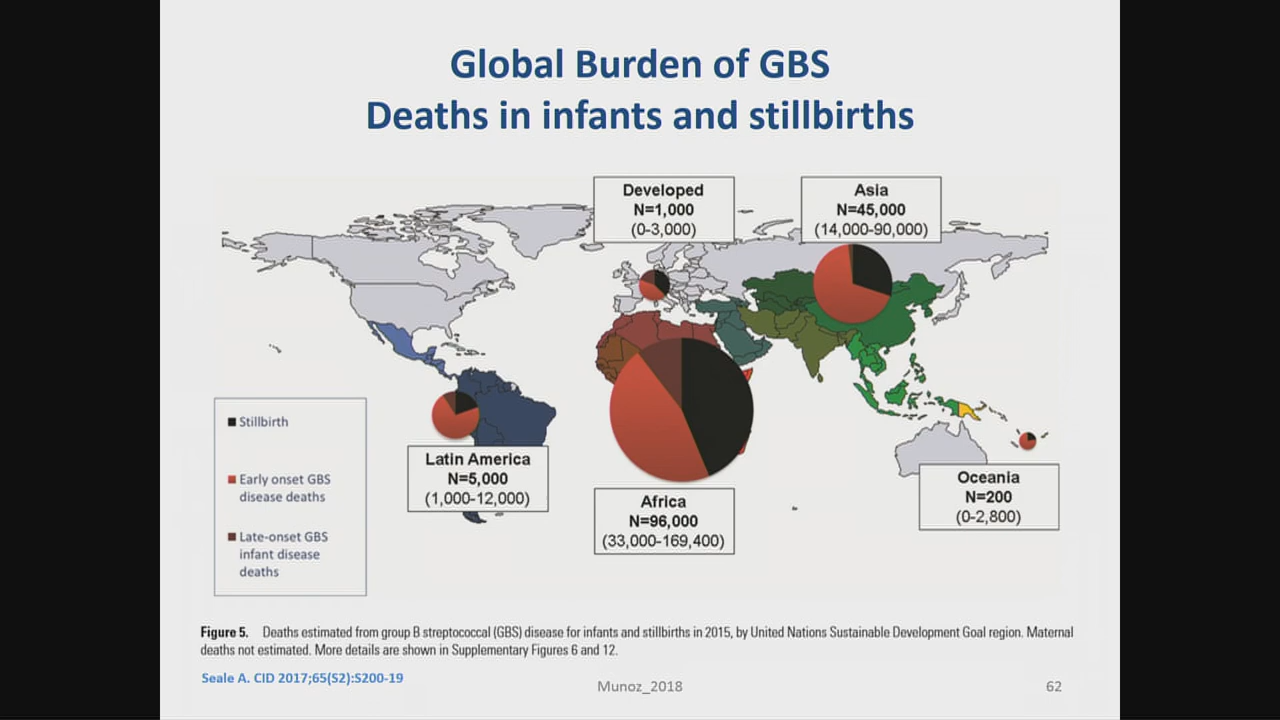 Global Burden of GBS
Deaths in infants and stillbirths
Developed
N=1,000
(0-3,000)
Asia
N=45,000
(14,000-90,000)
Stillbirth
Early onset GBS
disease deaths
Late-onset GBS
infant disease
deaths
Latin America
N=5,000
(1,000-12,000)
Africa
N=96,000
(33,000-169,400)
Oceania
N=200
(0-2,800)
Figure 5. Deaths estimated from group B streptococcal (GBS) disease for infants and stillbirths in 2015, by United Nations Sustainable Development Goal region. Maternal
deaths not estimated. More details are shown in Supplementary Figures 6 and 12.
Seale A. CID 2017;65(S2):S200-19
Munoz_2018
62